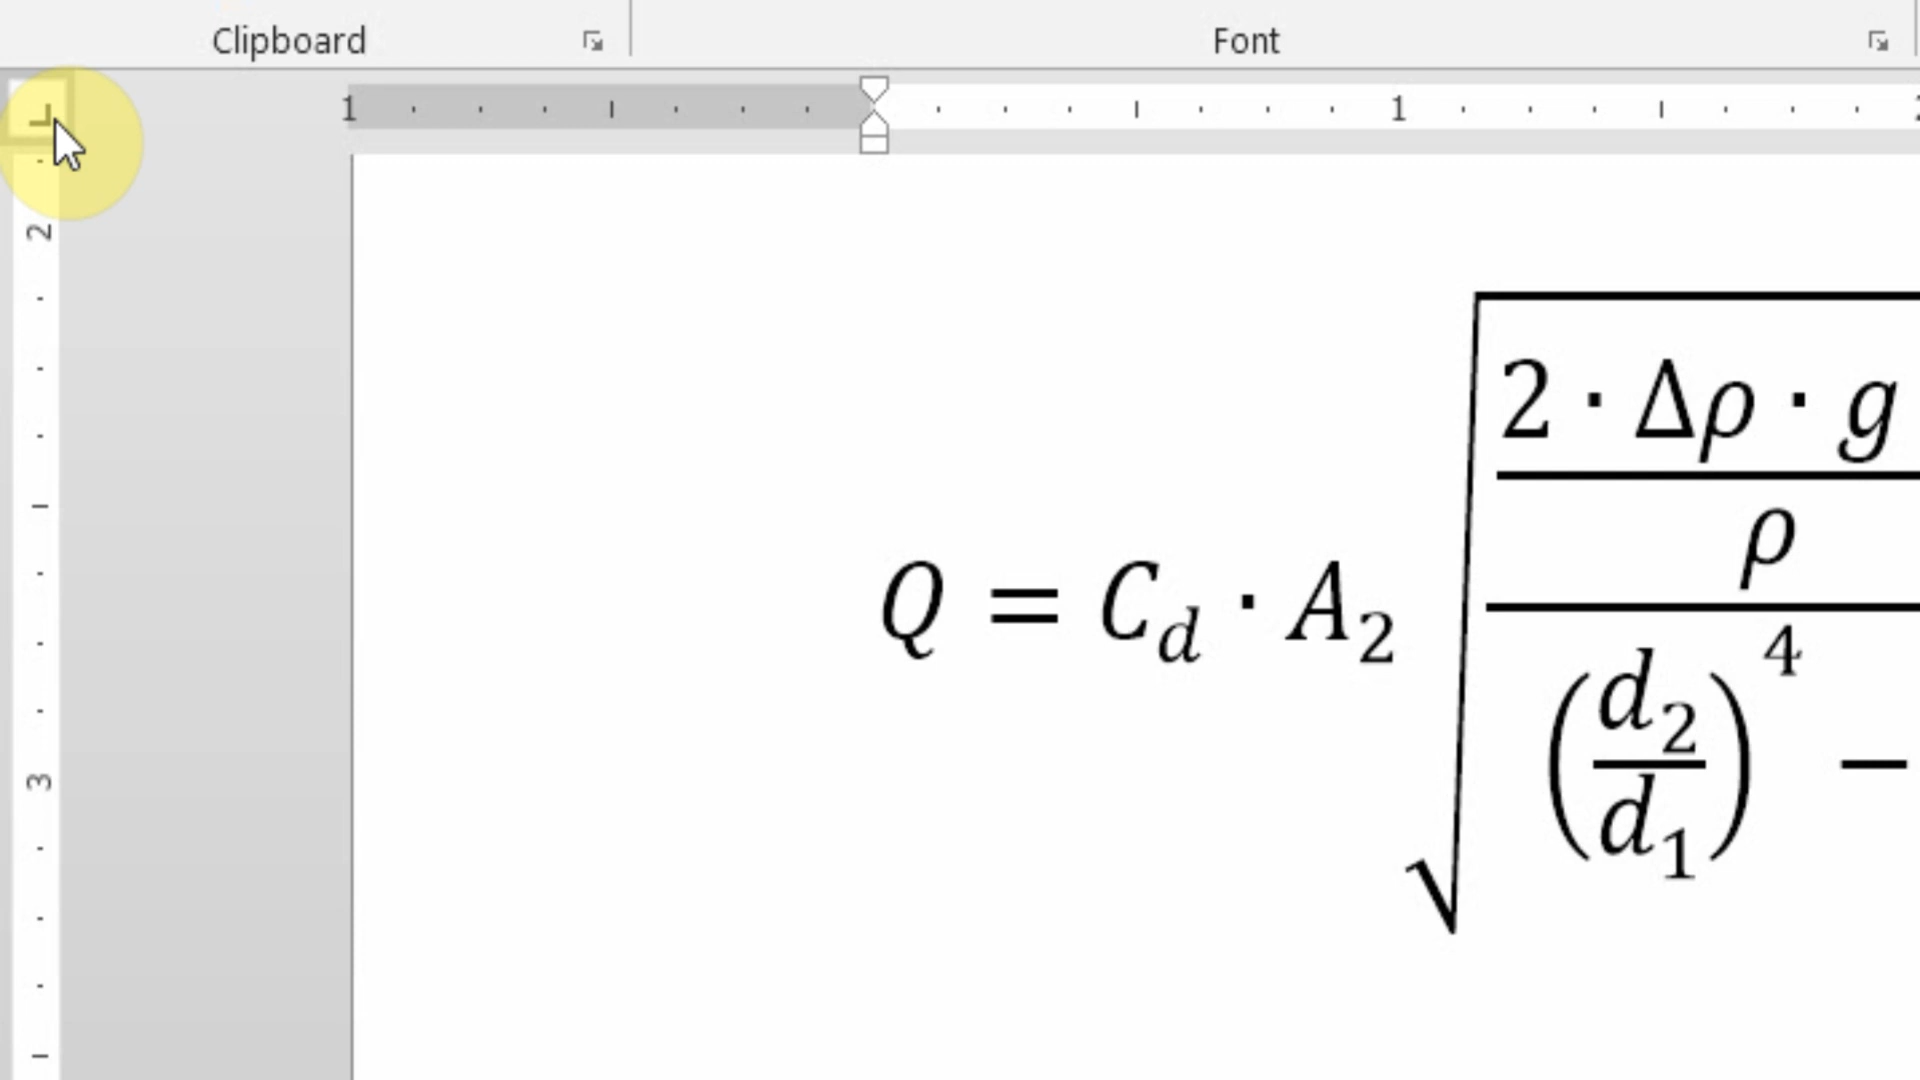 Clipboard Font
1 1
2
3
2 · Δρ · g
ρ
Q = C_d · A_2 √
(d_2/d_1)^4 −